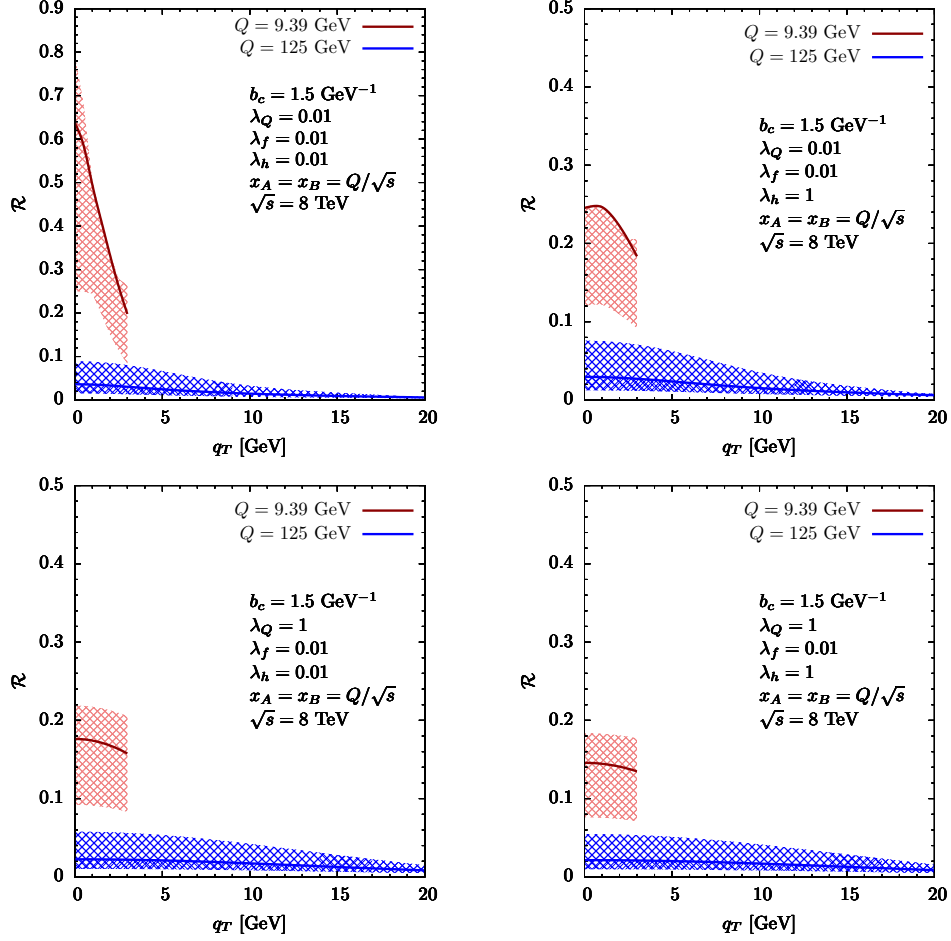 0.9
0.8
0.7
0.6
0.5
0.4
0.3
0.2
0.1
0
ℛ
Q = 9.39 GeV
Q = 125 GeV
b_c = 1.5 GeV⁻¹
λ_Q = 0.01
λ_f = 0.01
λ_h = 0.01
x_A = x_B = Q/√s
√s = 8 TeV
0 5 10 15 20
q_T [GeV]
0.5
0.4
0.3
0.2
0.1
0
ℛ
Q = 9.39 GeV
Q = 125 GeV
b_c = 1.5 GeV⁻¹
λ_Q = 0.01
λ_f = 0.01
λ_h = 1
x_A = x_B = Q/√s
√s = 8 TeV
0 5 10 15 20
q_T [GeV]
0.5
0.4
0.3
0.2
0.1
0
ℛ
Q = 9.39 GeV
Q = 125 GeV
b_c = 1.5 GeV⁻¹
λ_Q = 1
λ_f = 0.01
λ_h = 0.01
x_A = x_B = Q/√s
√s = 8 TeV
0 5 10 15 20
q_T [GeV]
0.5
0.4
0.3
0.2
0.1
0
ℛ
Q = 9.39 GeV
Q = 125 GeV
b_c = 1.5 GeV⁻¹
λ_Q = 1
λ_f = 0.01
λ_h = 1
x_A = x_B = Q/√s
√s = 8 TeV
0 5 10 15 20
q_T [GeV]